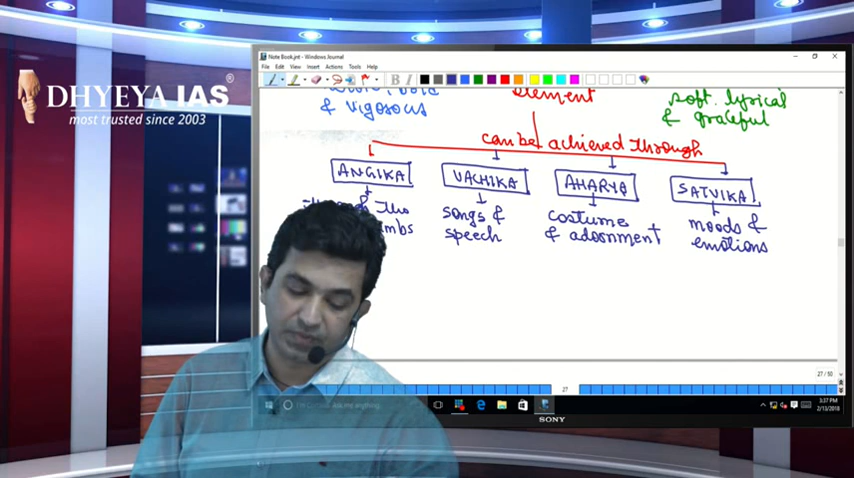 DHYEYA IAS®
most trusted since 2003
Note Book.jnt - Windows Journal
File Edit View Insert Actions Tools Help
B I
& vigorous
Element
soft, lyrical
& graceful
can be achieved through
ANGIKA
VACHIKA
AHARYA
SATVIKA
the
songs &
speech
costume
& adornment
moods &
emotions
27 / 50
27
3:37 PM
2/13/2018
SONY